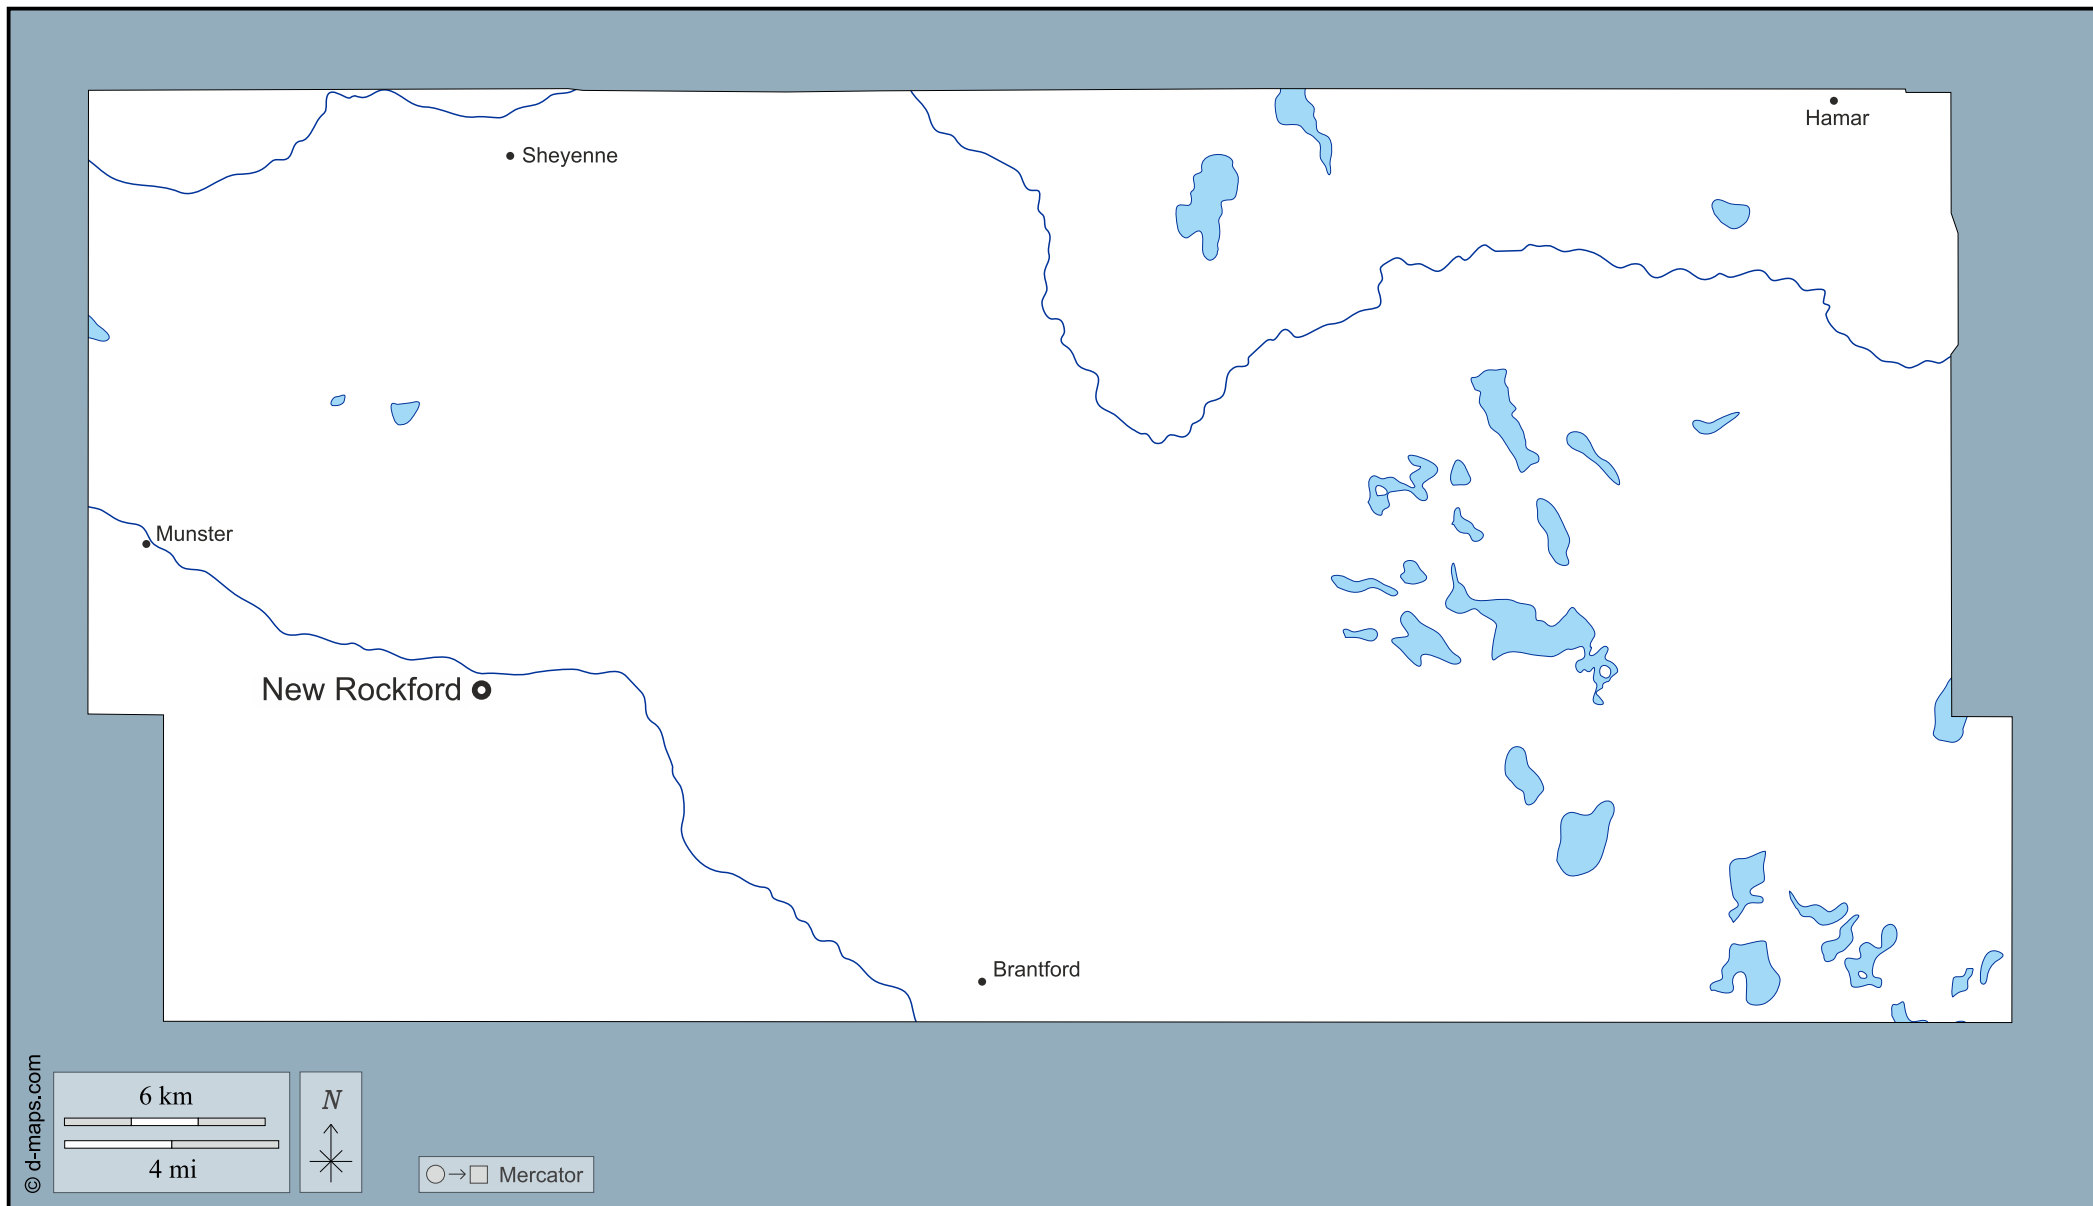 Hamar
Sheyenne
Munster
New Rockford
Brantford
© d-maps.com
6 km
4 mi
N
Mercator